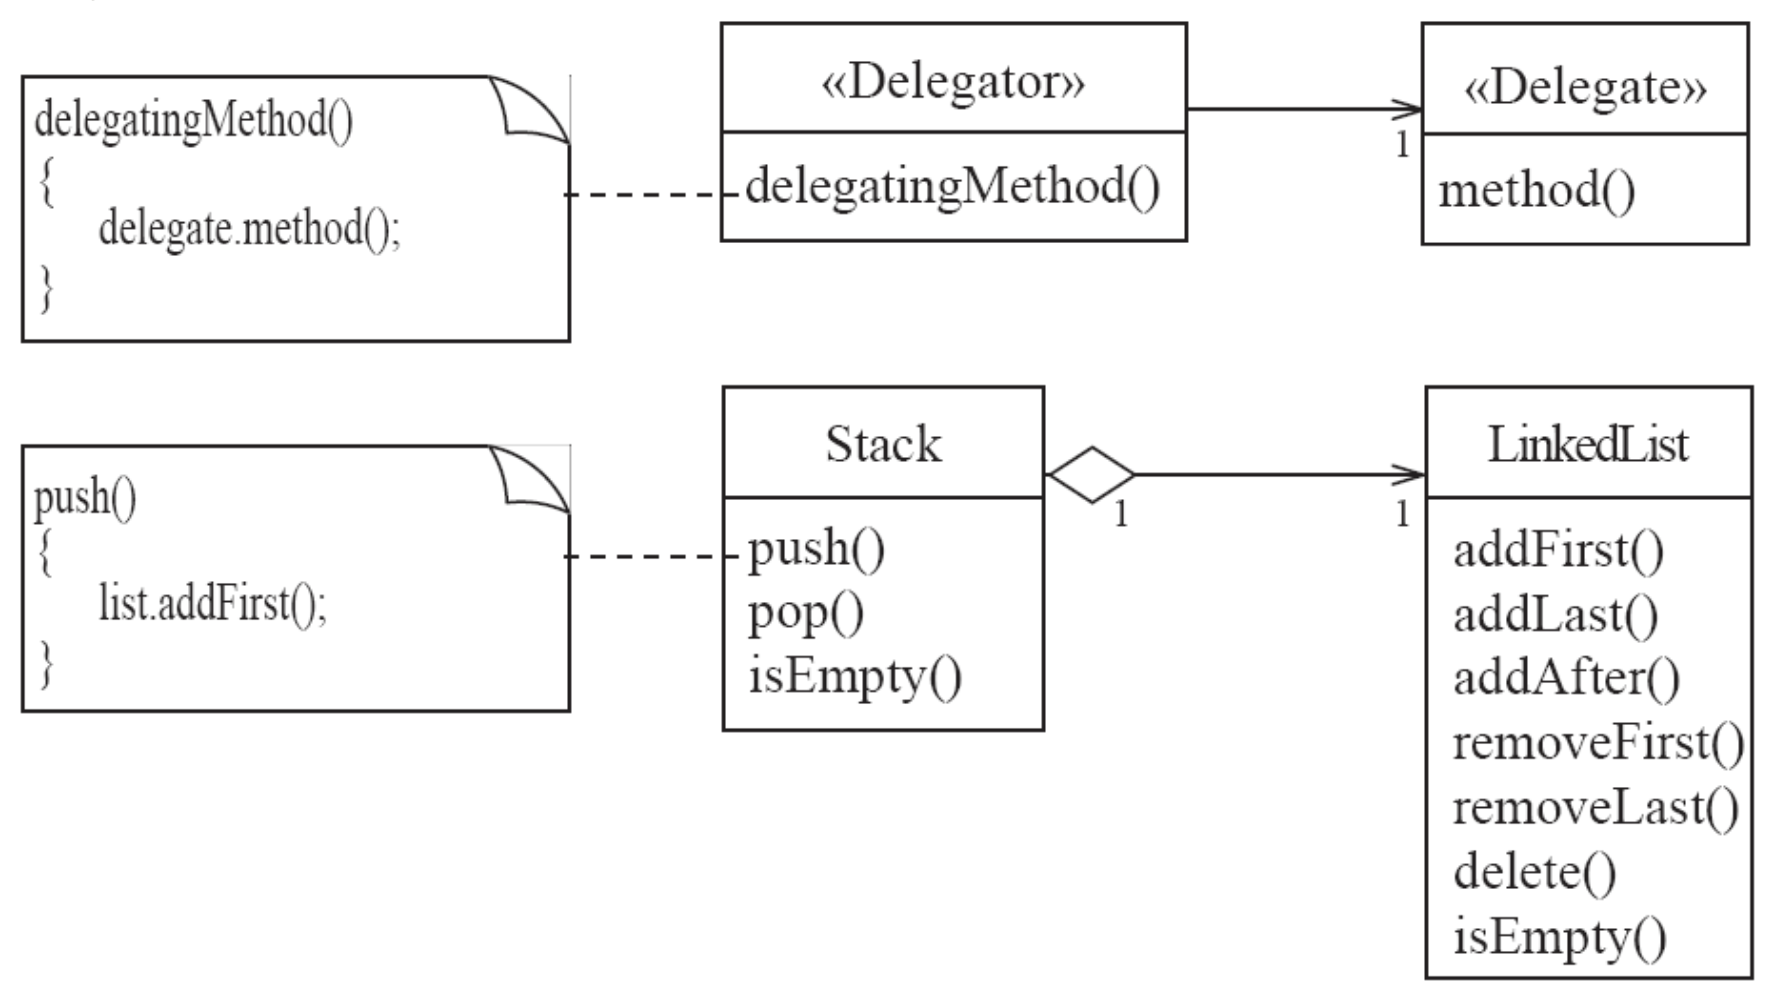 delegatingMethod()
{
delegate.method();
}
«Delegator»
delegatingMethod()
1
«Delegate»
method()
push()
{
list.addFirst();
}
Stack
push()
pop()
isEmpty()
1
1
LinkedList
addFirst()
addLast()
addAfter()
removeFirst()
removeLast()
delete()
isEmpty()